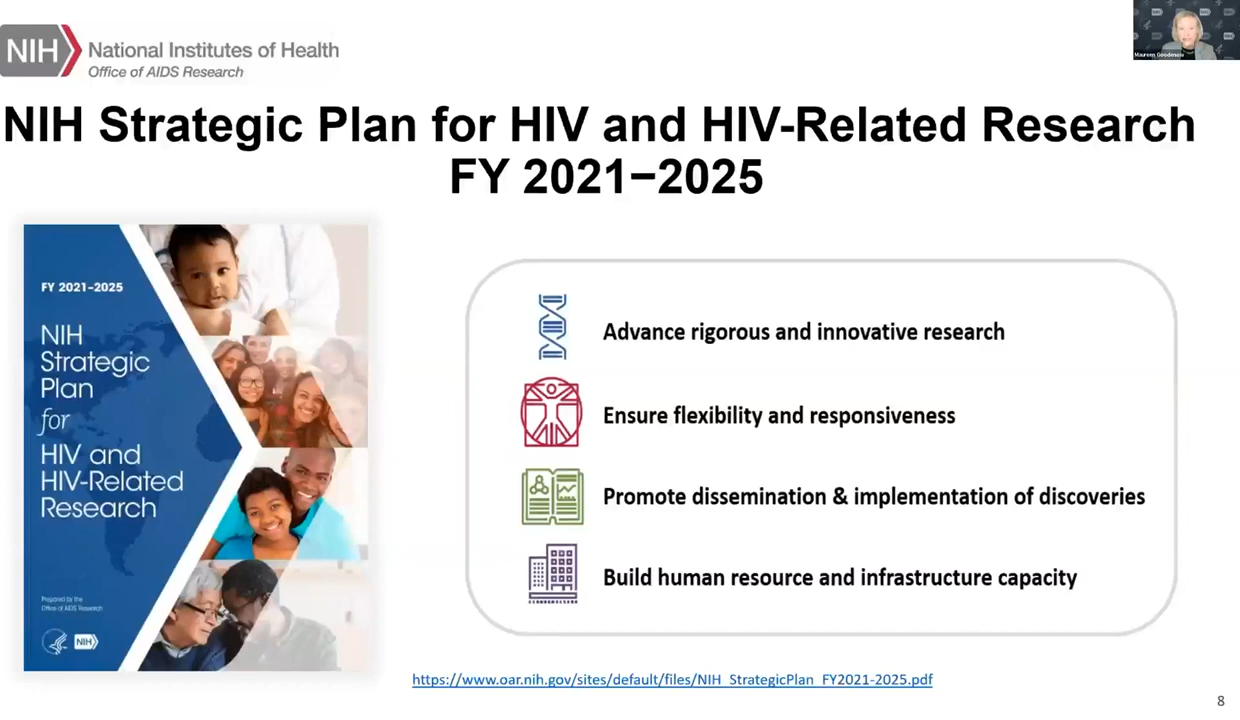 NIH
National Institutes of Health
Office of AIDS Research
Maureen Goodenow
NIH Strategic Plan for HIV and HIV-Related Research
FY 2021−2025
FY 2021–2025
NIH
Strategic
Plan
for
HIV and
HIV-Related
Research
Prepared by the
Office of AIDS Research
NIH
Advance rigorous and innovative research
Ensure flexibility and responsiveness
Promote dissemination & implementation of discoveries
Build human resource and infrastructure capacity
https://www.oar.nih.gov/sites/default/files/NIH_StrategicPlan_FY2021-2025.pdf
8